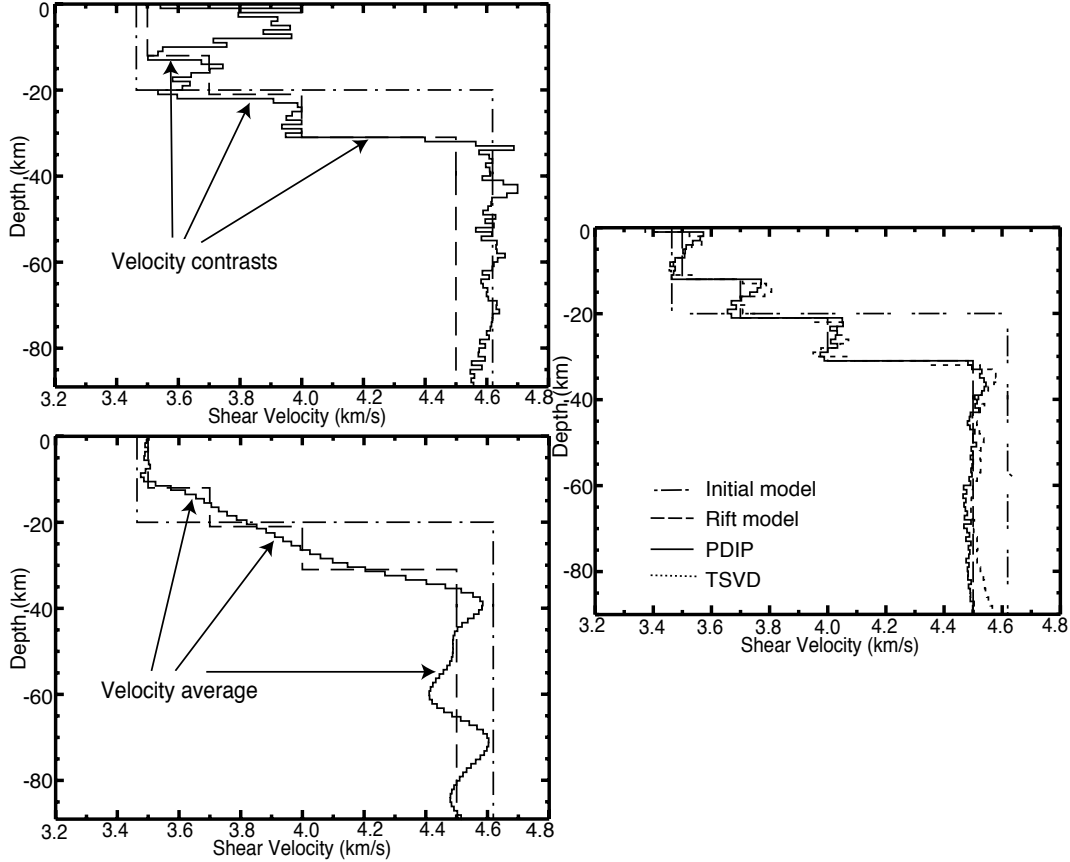 0
-20
-40
-60
-80
Depth, (km)
Velocity contrasts
3.2 3.4 3.6 3.8 4.0 4.2 4.4 4.6 4.8
Shear Velocity (km/s)
0
-20
-40
-60
-80
Depth, (km)
Velocity average
3.2 3.4 3.6 3.8 4.0 4.2 4.4 4.6 4.8
Shear Velocity (km/s)
0
-20
-40
-60
-80
Depth, (km)
Initial model
Rift model
PDIP
TSVD
3.2 3.4 3.6 3.8 4.0 4.2 4.4 4.6 4.8
Shear Velocity (km/s)